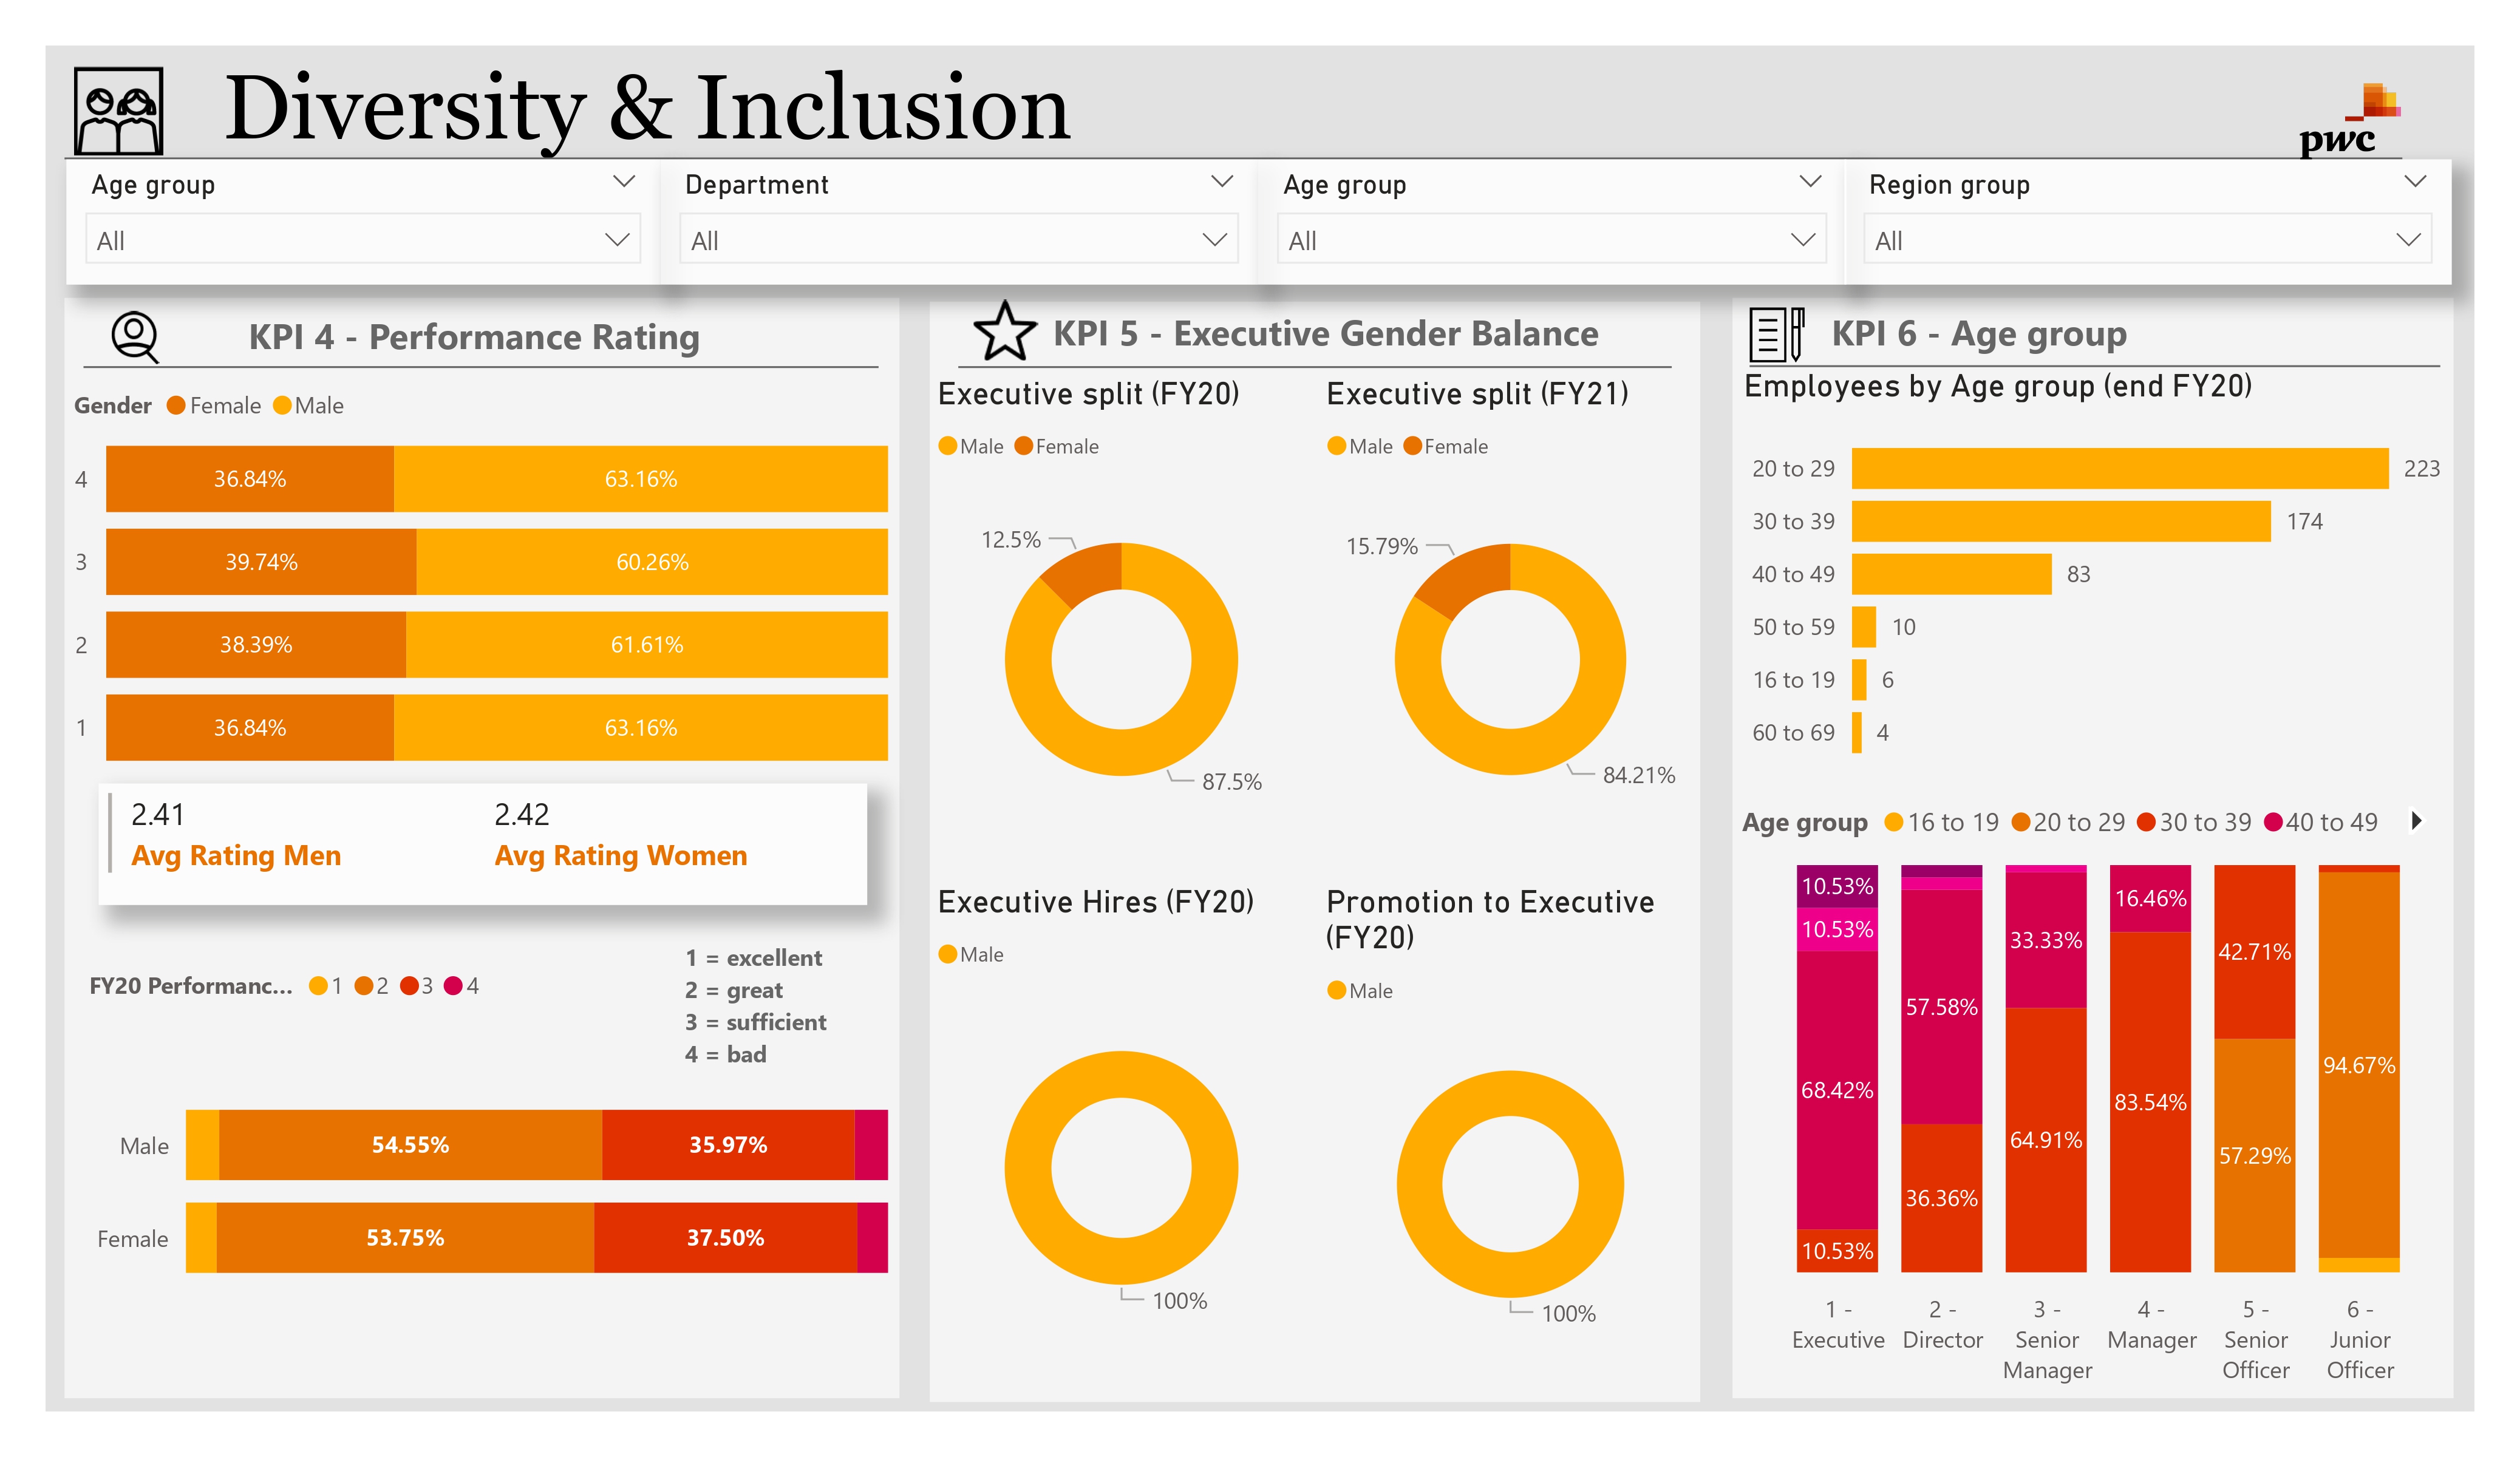 Diversity & Inclusion
pwc
Age group
All
Department
All
Age group
All
Region group
All
KPI 4 - Performance Rating
Gender Female Male
4 36.84% 63.16%
3 39.74% 60.26%
2 38.39% 61.61%
1 36.84% 63.16%
2.41
Avg Rating Men
2.42
Avg Rating Women
FY20 Performanc... 1 2 3 4
1 = excellent
2 = great
3 = sufficient
4 = bad
Male 54.55% 35.97%
Female 53.75% 37.50%
KPI 5 - Executive Gender Balance
Executive split (FY20)
Male Female
12.5%
87.5%
Executive split (FY21)
Male Female
15.79%
84.21%
Executive Hires (FY20)
Male
100%
Promotion to Executive
(FY20)
Male
100%
KPI 6 - Age group
Employees by Age group (end FY20)
20 to 29 223
30 to 39 174
40 to 49 83
50 to 59 10
16 to 19 6
60 to 69 4
Age group 16 to 19 20 to 29 30 to 39 40 to 49
10.53%
10.53%
68.42%
10.53%
1 -
Executive
57.58%
36.36%
2 -
Director
33.33%
64.91%
3 -
Senior
Manager
16.46%
83.54%
4 -
Manager
42.71%
57.29%
5 -
Senior
Officer
94.67%
6 -
Junior
Officer